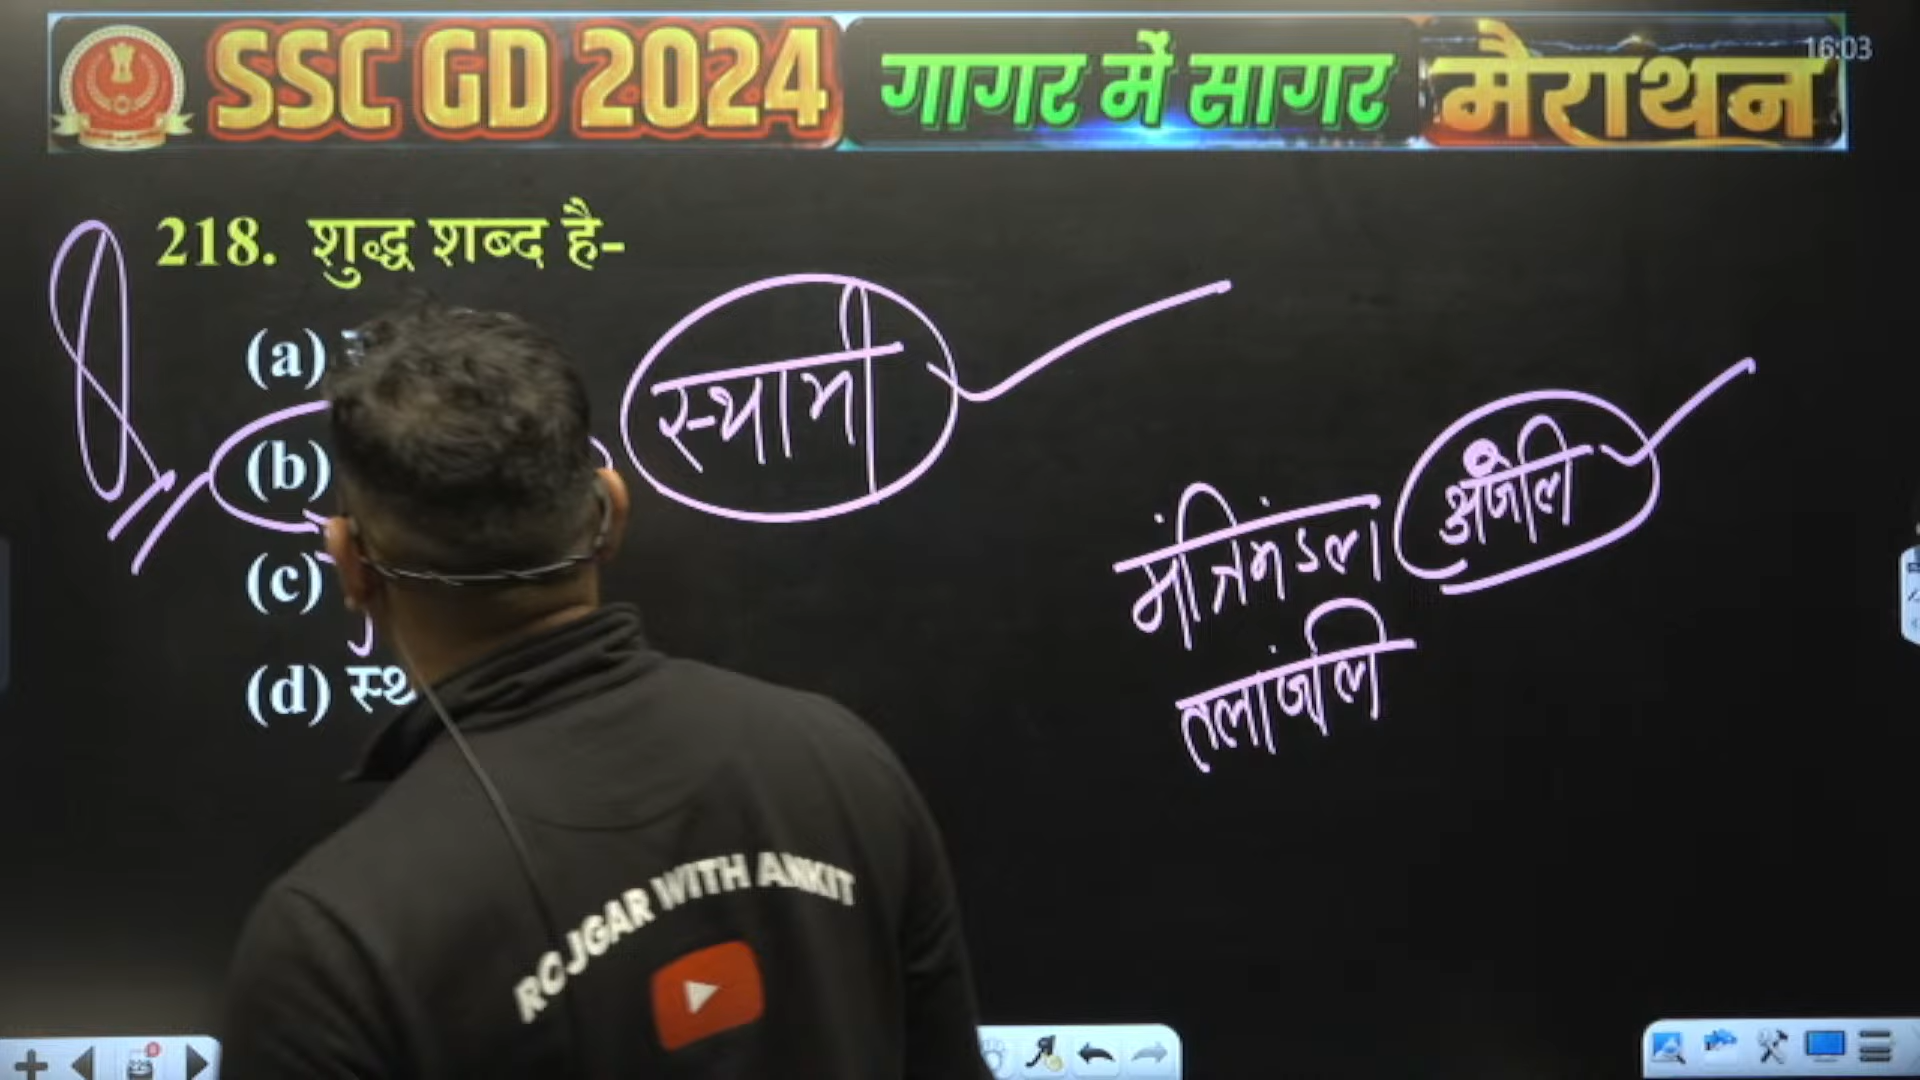 SSC GD 2024 गागर में सागर मैराथन
16:03
218. शुद्ध शब्द है-
(a)
(b)
(c)
(d) स्थ
मंत्रिमंडल
अंजलि
तलांजलि
ROJGAR WITH ANKIT